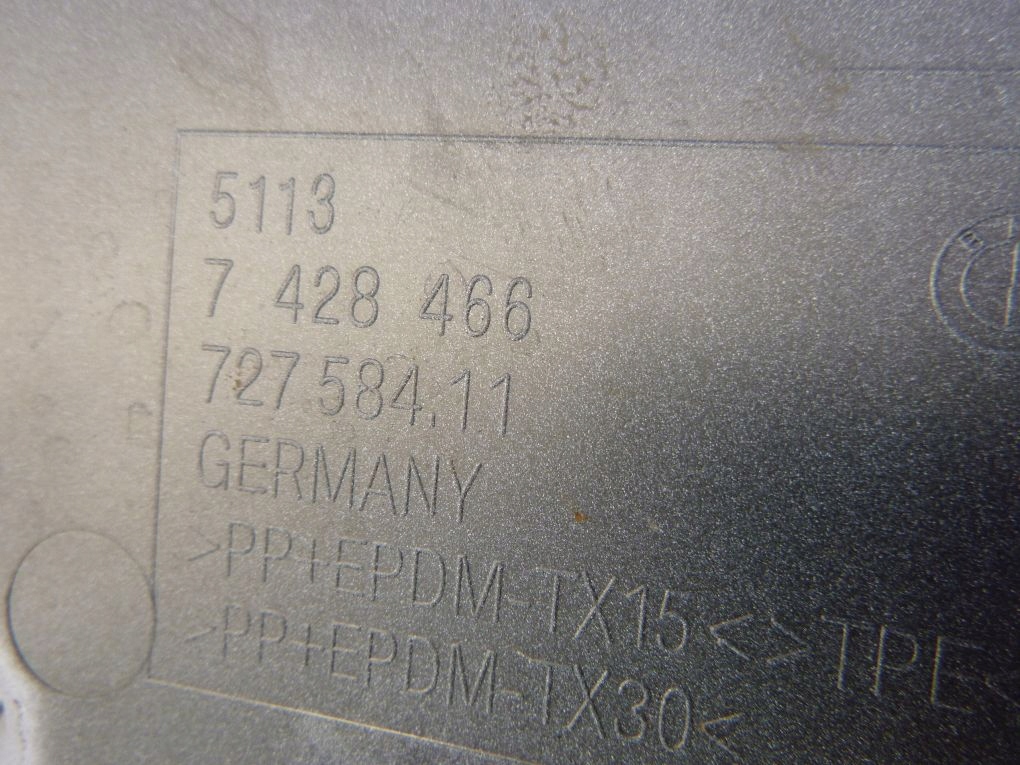 5113
7 428 466
727 584.11
GERMANY
>PP+EPDM-TX15<>TPE<
>PP+EPDM-TX30<